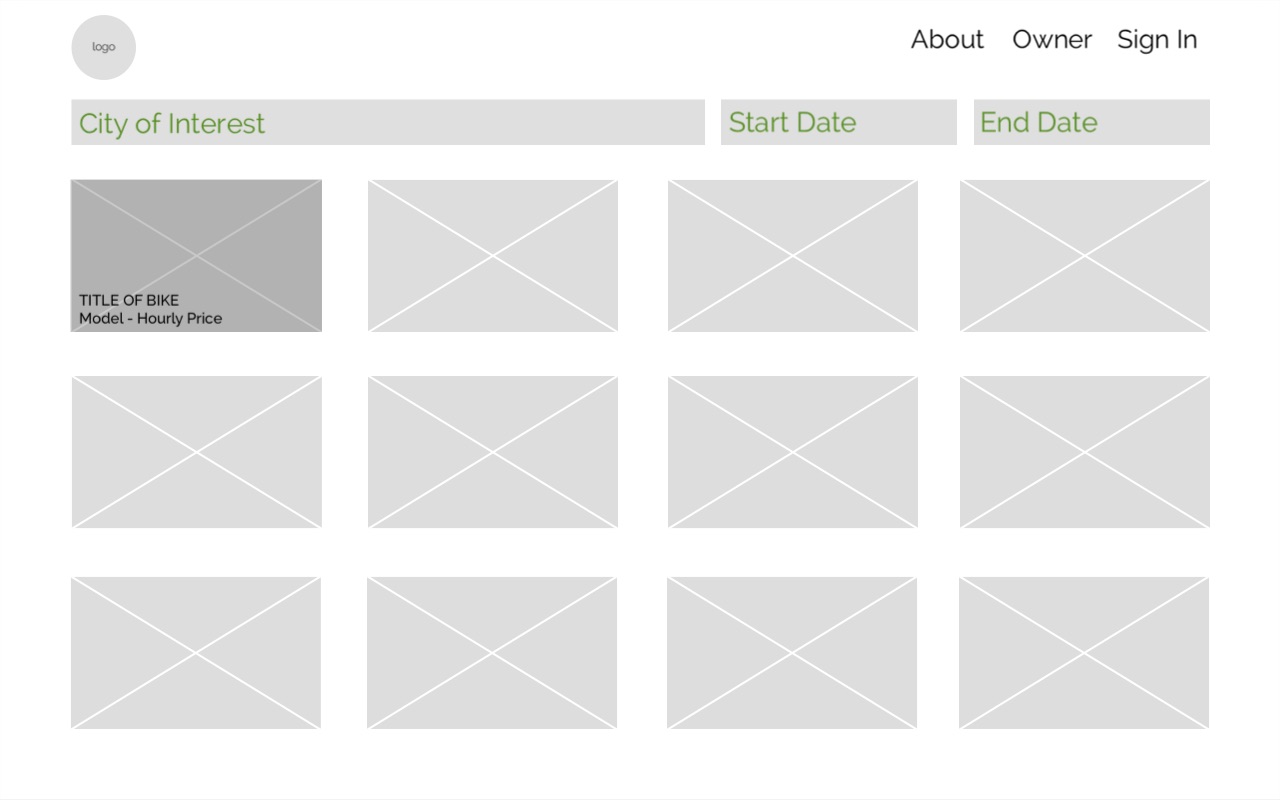 logo
About Owner Sign In
City of Interest
Start Date
End Date
TITLE OF BIKE
Model - Hourly Price